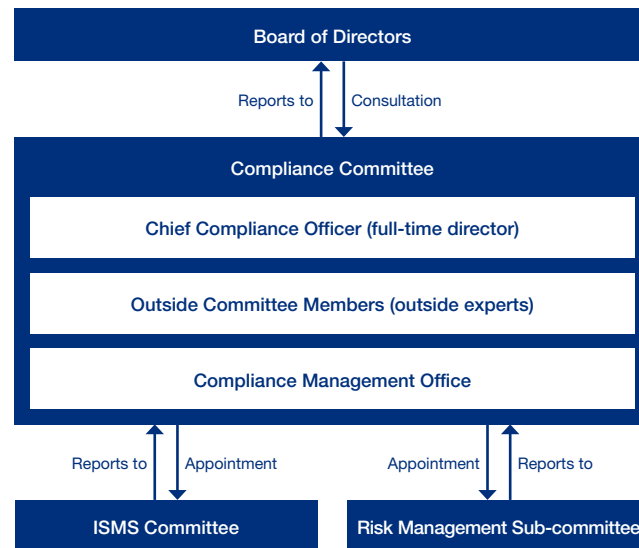 Board of Directors
Reports to
Consultation
Compliance Committee
Chief Compliance Officer (full-time director)
Outside Committee Members (outside experts)
Compliance Management Office
Reports to
Appointment
Appointment
Reports to
ISMS Committee
Risk Management Sub-committee